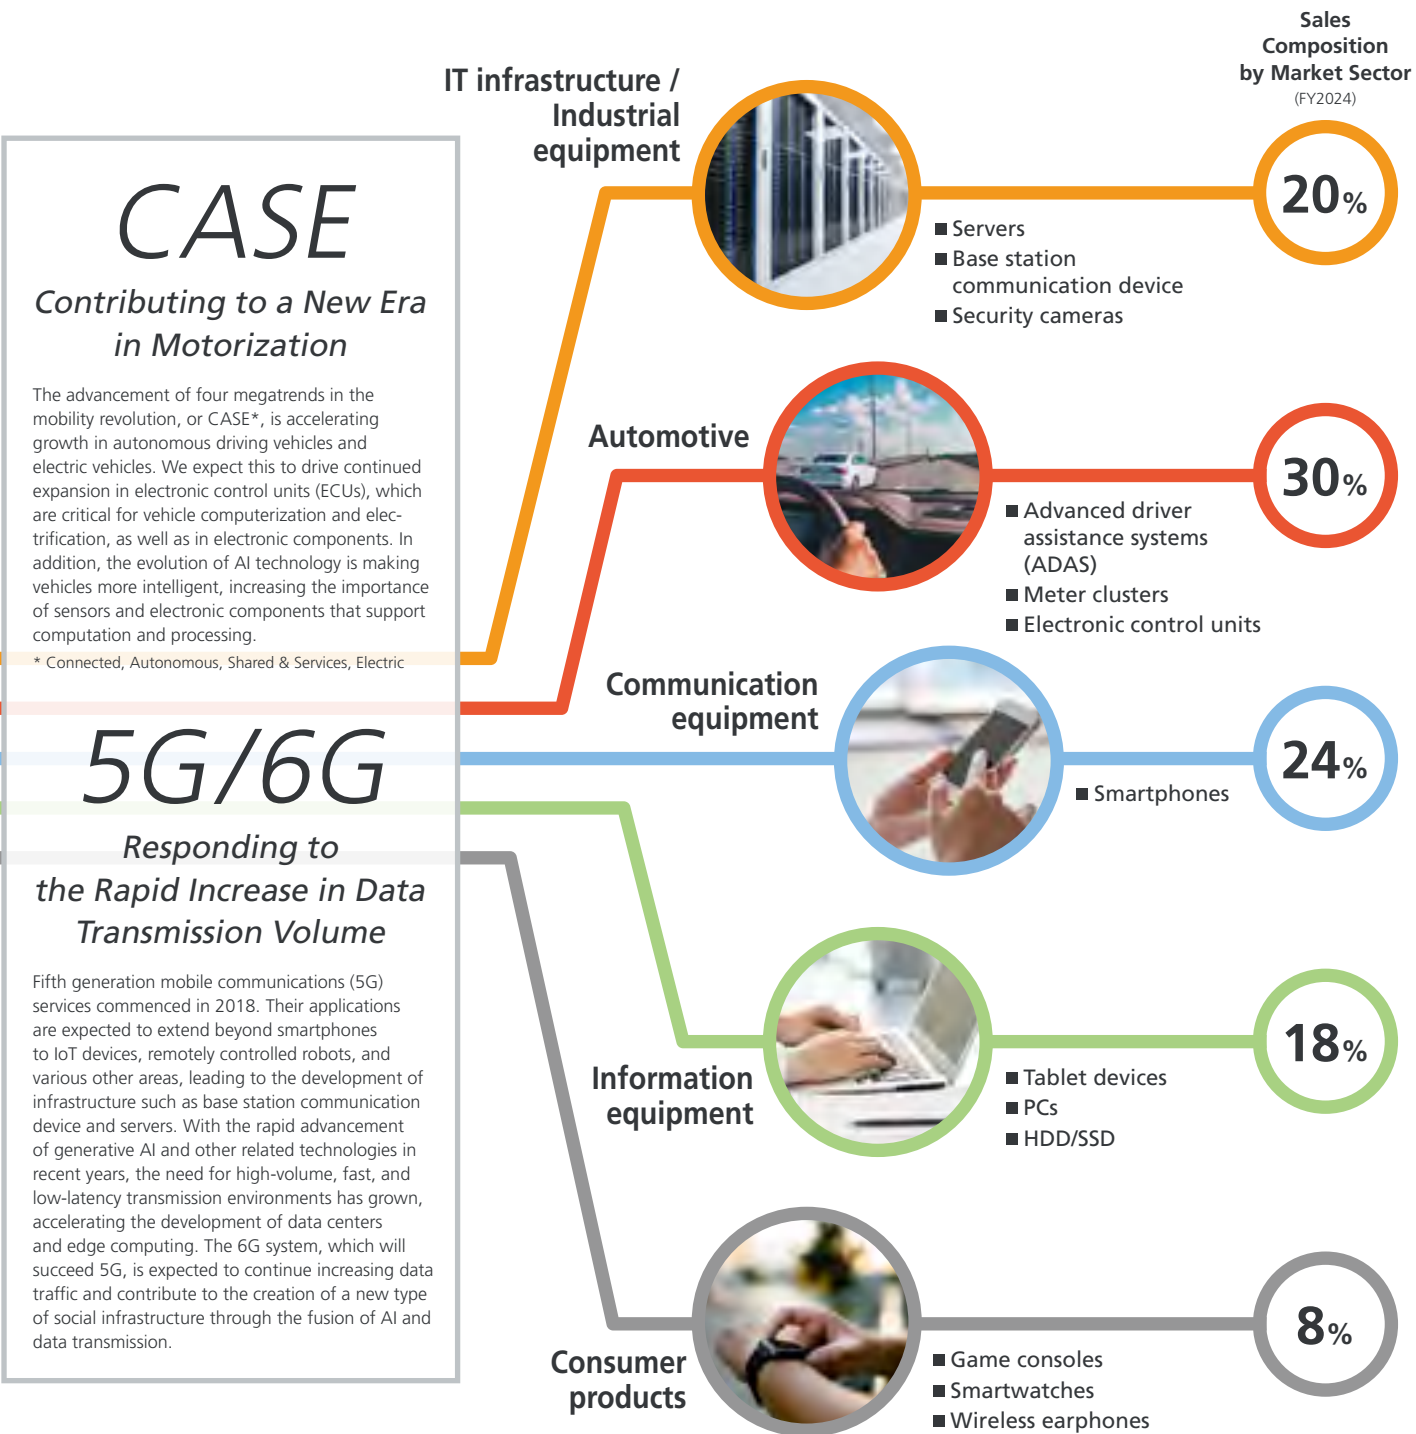 Sales
Composition
by Market Sector
(FY2024)
CASE
Contributing to a New Era
in Motorization
The advancement of four megatrends in the
mobility revolution, or CASE*, is accelerating
growth in autonomous driving vehicles and
electric vehicles. We expect this to drive continued
expansion in electronic control units (ECUs), which
are critical for vehicle computerization and elec-
trification, as well as in electronic components. In
addition, the evolution of AI technology is making
vehicles more intelligent, increasing the importance
of sensors and electronic components that support
computation and processing.
* Connected, Autonomous, Shared & Services, Electric
5G/6G
Responding to
the Rapid Increase in Data
Transmission Volume
Fifth generation mobile communications (5G)
services commenced in 2018. Their applications
are expected to extend beyond smartphones
to IoT devices, remotely controlled robots, and
various other areas, leading to the development of
infrastructure such as base station communication
device and servers. With the rapid advancement
of generative AI and other related technologies in
recent years, the need for high-volume, fast, and
low-latency transmission environments has grown,
accelerating the development of data centers
and edge computing. The 6G system, which will
succeed 5G, is expected to continue increasing data
traffic and contribute to the creation of a new type
of social infrastructure through the fusion of AI and
data transmission.
IT infrastructure /
Industrial
equipment
■ Servers
■ Base station
communication device
■ Security cameras
20%
Automotive
■ Advanced driver
assistance systems
(ADAS)
■ Meter clusters
■ Electronic control units
30%
Communication
equipment
■ Smartphones
24%
Information
equipment
■ Tablet devices
■ PCs
■ HDD/SSD
18%
Consumer
products
■ Game consoles
■ Smartwatches
■ Wireless earphones
8%